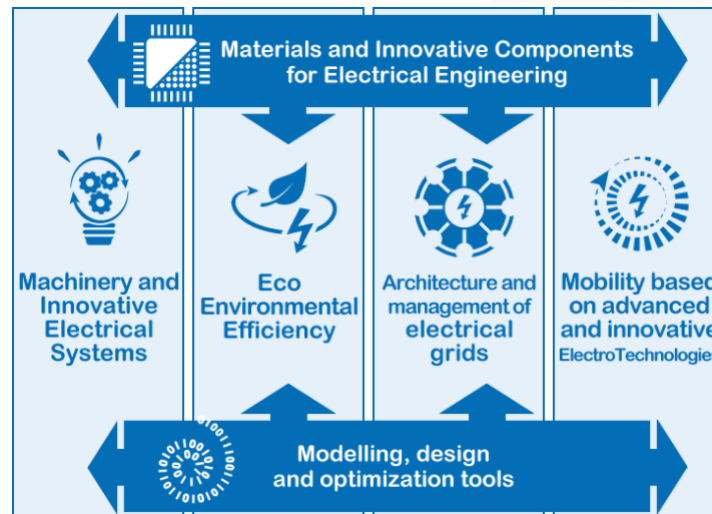 Materials and Innovative Components
for Electrical Engineering
Machinery and
Innovative
Electrical
Systems
Eco
Environmental
Efficiency
Architecture and
management of
electrical
grids
Mobility based
on advanced
and innovative
ElectroTechnologies
Modelling, design
and optimization tools